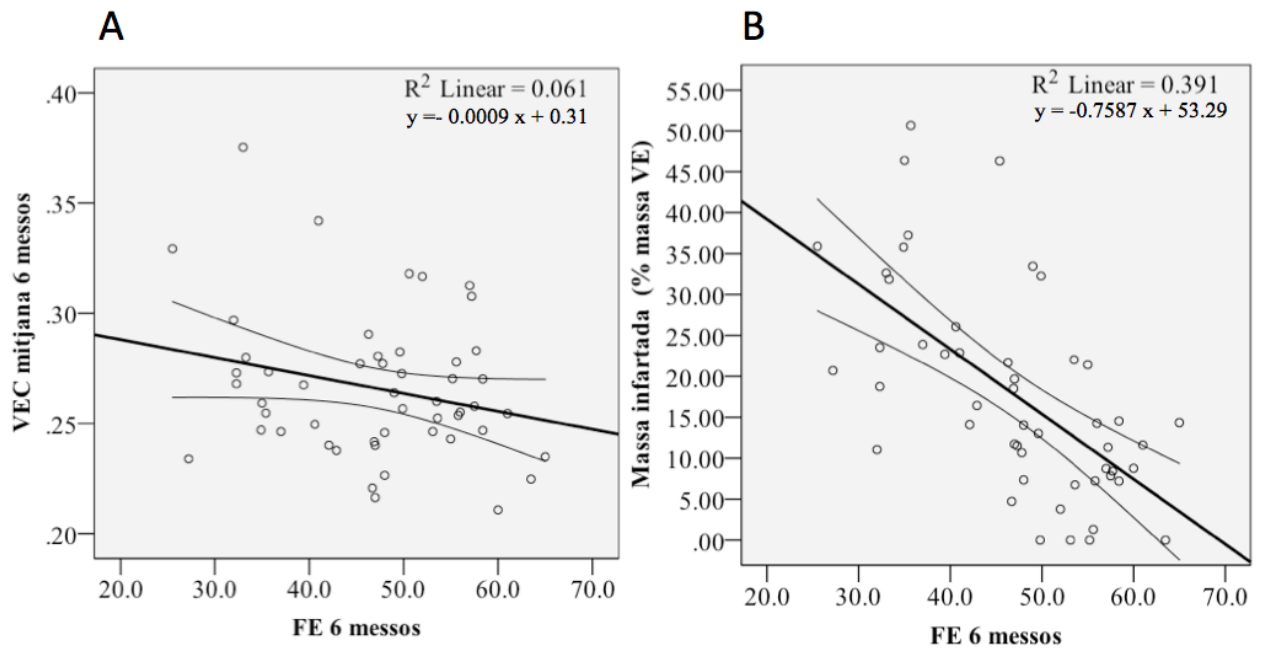 A
R² Linear = 0.061
y =- 0.0009 x + 0.31
.40
.35
.30
.25
.20
VEC mitjana 6 messos
20.0 30.0 40.0 50.0 60.0 70.0
FE 6 messos
B
R² Linear = 0.391
y = -0.7587 x + 53.29
55.00
50.00
45.00
40.00
35.00
30.00
25.00
20.00
15.00
10.00
5.00
.00
Massa infartada (% massa VE)
20.0 30.0 40.0 50.0 60.0 70.0
FE 6 messos